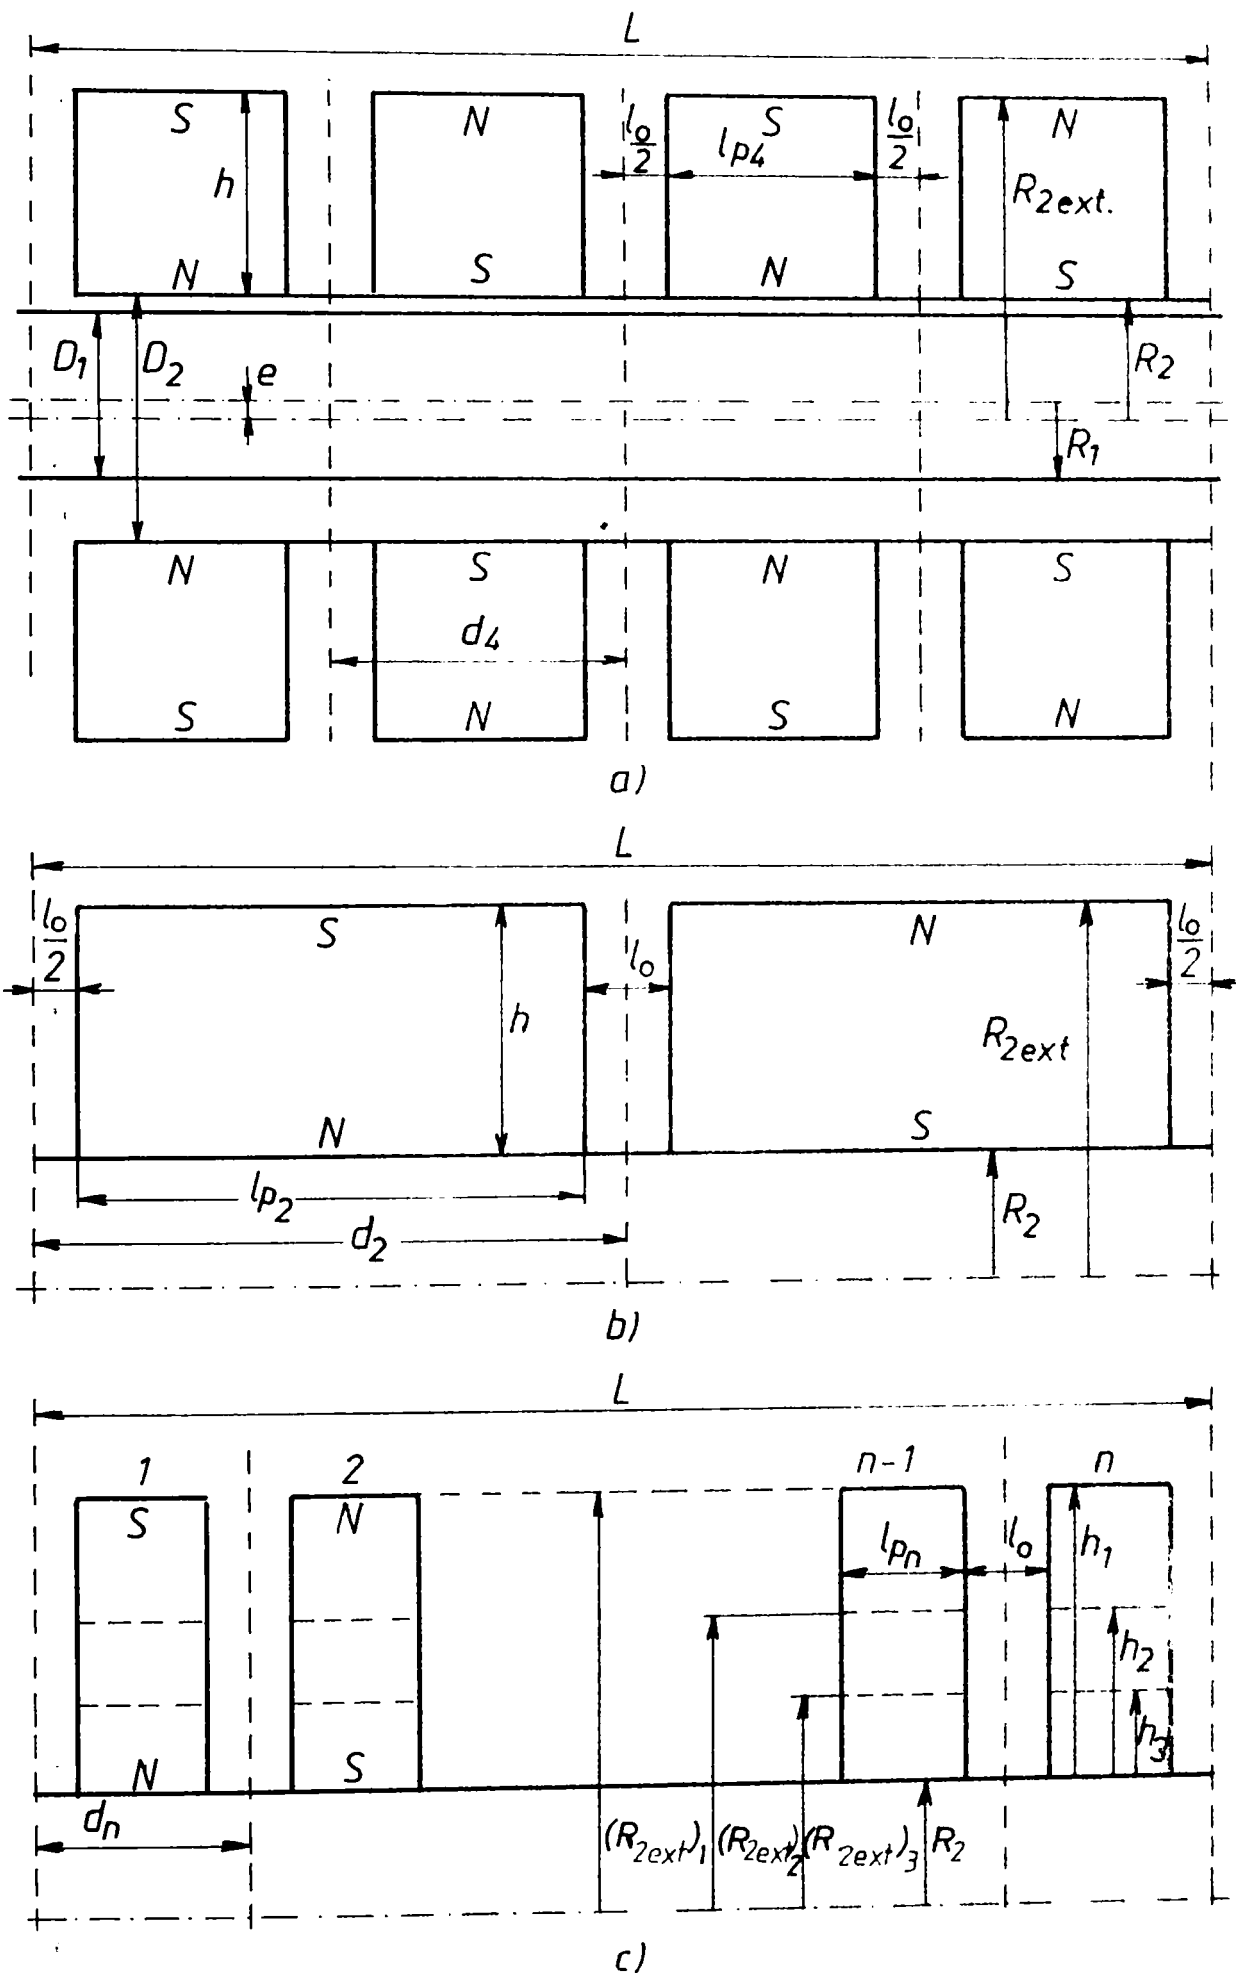 L
S N S N
l₀/2 lp₄ l₀/2
h R₂ext.
N S N S
D₁ D₂ e R₂
R₁
N S N S
d₄
S N S N
a)
L
l₀/2 S l₀ N l₀/2
h R₂ext
N S
lp₂ R₂
d₂
b)
L
1 2 n-1 n
S N lpₙ l₀ h₁
h₂
h₃
N S
dₙ (R₂ext)₁ (R₂ext)₂ (R₂ext)₃ R₂
c)